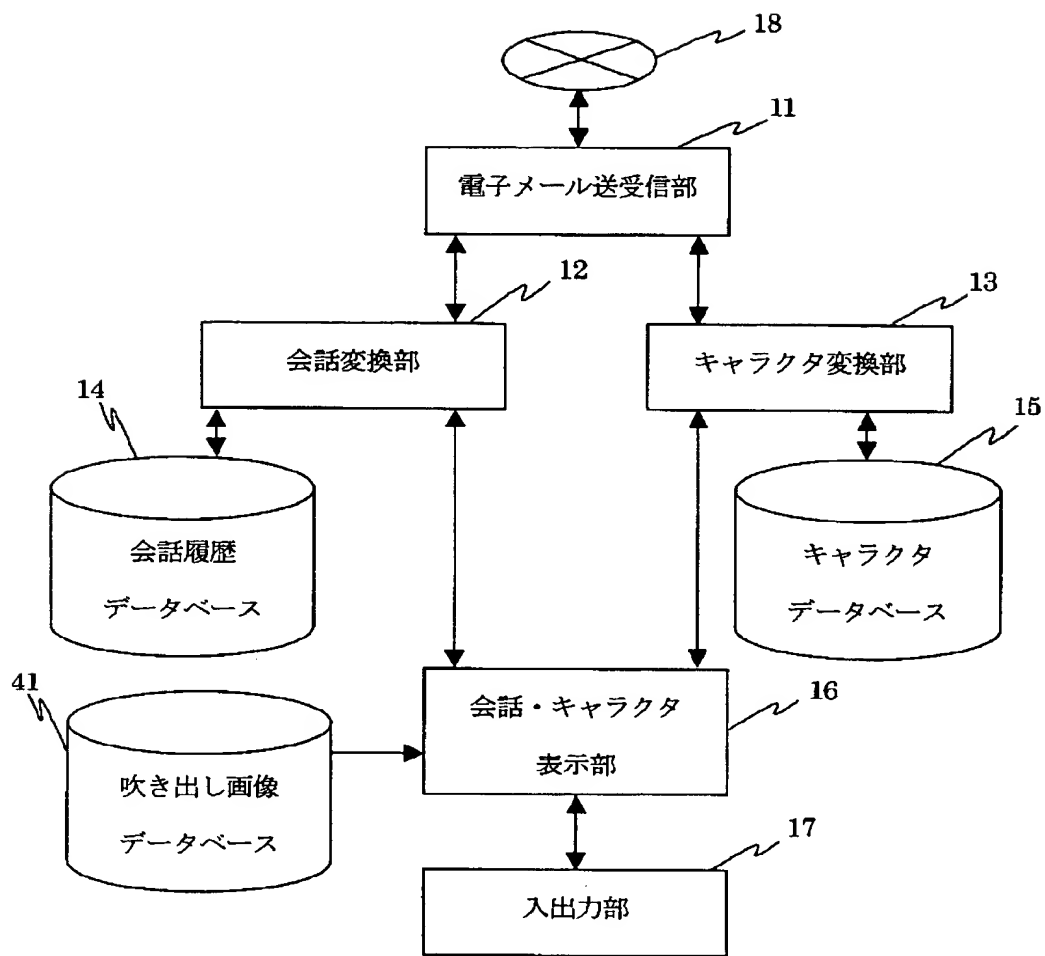 18
11
電子メール送受信部
12
13
会話変換部
キャラクタ変換部
14
15
会話履歴
データベース
キャラクタ
データベース
41
16
会話・キャラクタ
表示部
吹き出し画像
データベース
17
入出力部